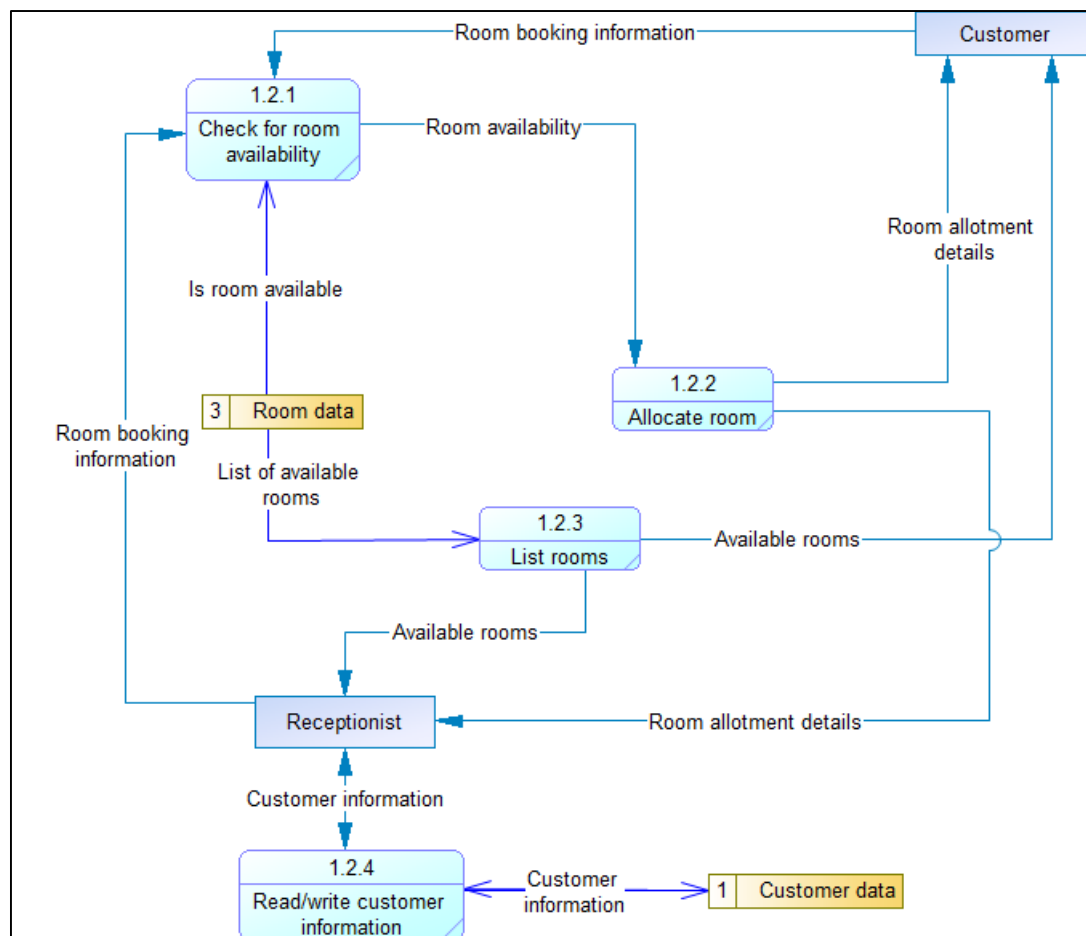 Room booking information
Customer
1.2.1
Check for room
availability
Room availability
Room allotment
details
Is room available
1.2.2
Allocate room
3 Room data
Room booking
information
List of available
rooms
1.2.3
List rooms
Available rooms
Available rooms
Receptionist
Room allotment details
Customer information
1.2.4
Read/write customer
information
Customer
information
1 Customer data